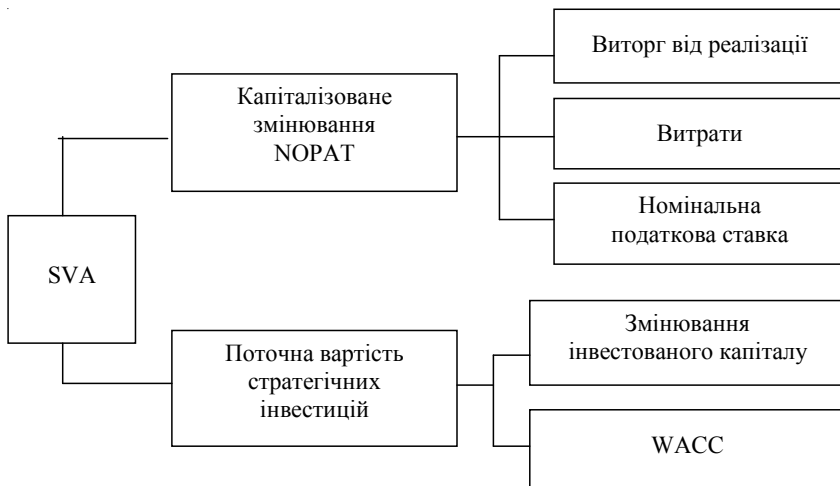 SVA
Капіталізоване
змінювання
NOPAT
Виторг від реалізації
Витрати
Номінальна
податкова ставка
Поточна вартість
стратегічних
інвестицій
Змінювання
інвестованого капіталу
WACC